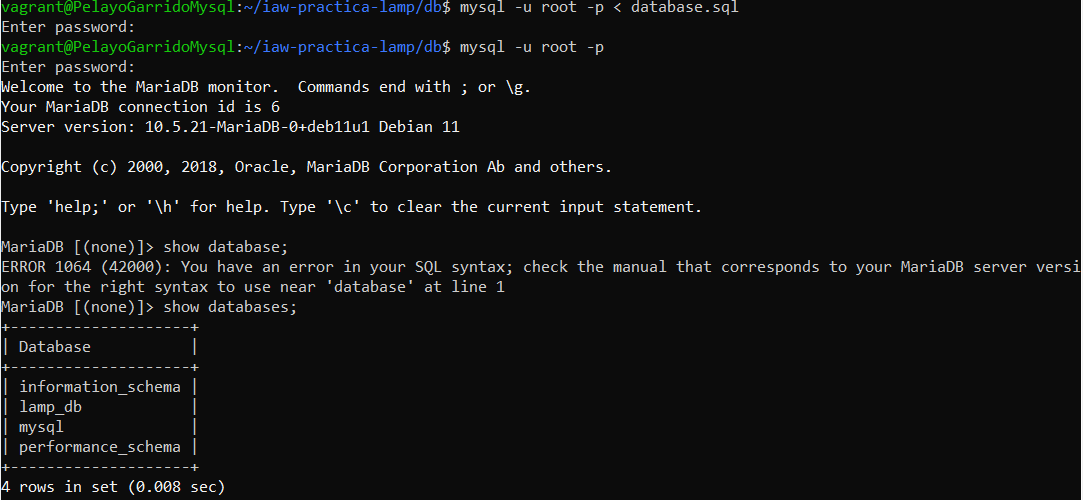 vagrant@PelayoGarridoMysql:~/iaw-practica-lamp/db$ mysql -u root -p < database.sql
Enter password:
vagrant@PelayoGarridoMysql:~/iaw-practica-lamp/db$ mysql -u root -p
Enter password:
Welcome to the MariaDB monitor.  Commands end with ; or \g.
Your MariaDB connection id is 6
Server version: 10.5.21-MariaDB-0+deb11u1 Debian 11
Copyright (c) 2000, 2018, Oracle, MariaDB Corporation Ab and others.
Type 'help;' or '\h' for help. Type '\c' to clear the current input statement.
MariaDB [(none)]> show database;
ERROR 1064 (42000): You have an error in your SQL syntax; check the manual that corresponds to your MariaDB server versi
on for the right syntax to use near 'database' at line 1
MariaDB [(none)]> show databases;
+--------------------+
| Database           |
+--------------------+
| information_schema |
| lamp_db            |
| mysql              |
| performance_schema |
+--------------------+
4 rows in set (0.008 sec)